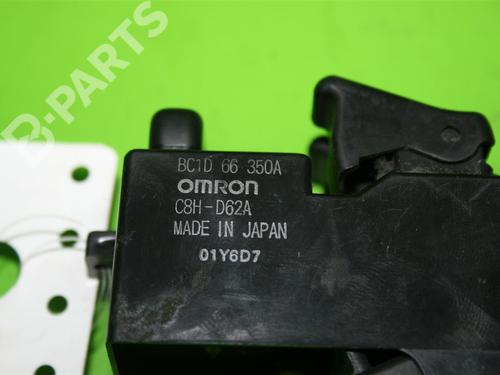 B-PARTS
BC1D 66 350A
OMRON
C8H-D62A
MADE IN JAPAN
01Y6D7